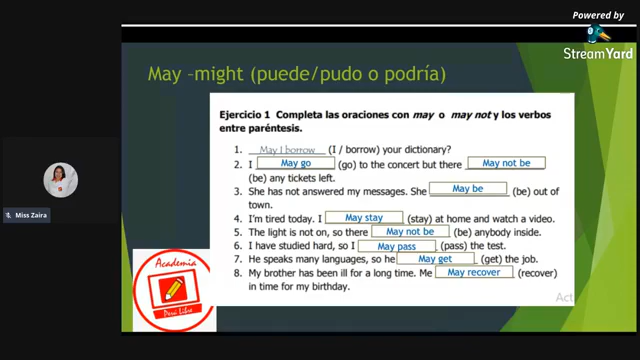 Powered by
StreamYard
May –might (puede/pudo o podría)
Ejercicio 1 Completa las oraciones con may o may not y los verbos
entre paréntesis.
1. May I borrow (I / borrow) your dictionary?
2. I May go (go) to the concert but there May not be
(be) any tickets left.
3. She has not answered my messages. She May be (be) out of
town.
4. I'm tired today. I May stay (stay) at home and watch a video.
5. The light is not on, so there May not be (be) anybody inside.
6. I have studied hard, so I May pass (pass) the test.
7. He speaks many languages, so he May get (get) the job.
8. My brother has been ill for a long time. Me May recover (recover)
in time for my birthday.
Act
Miss Zaira
Academia
Perú Libre